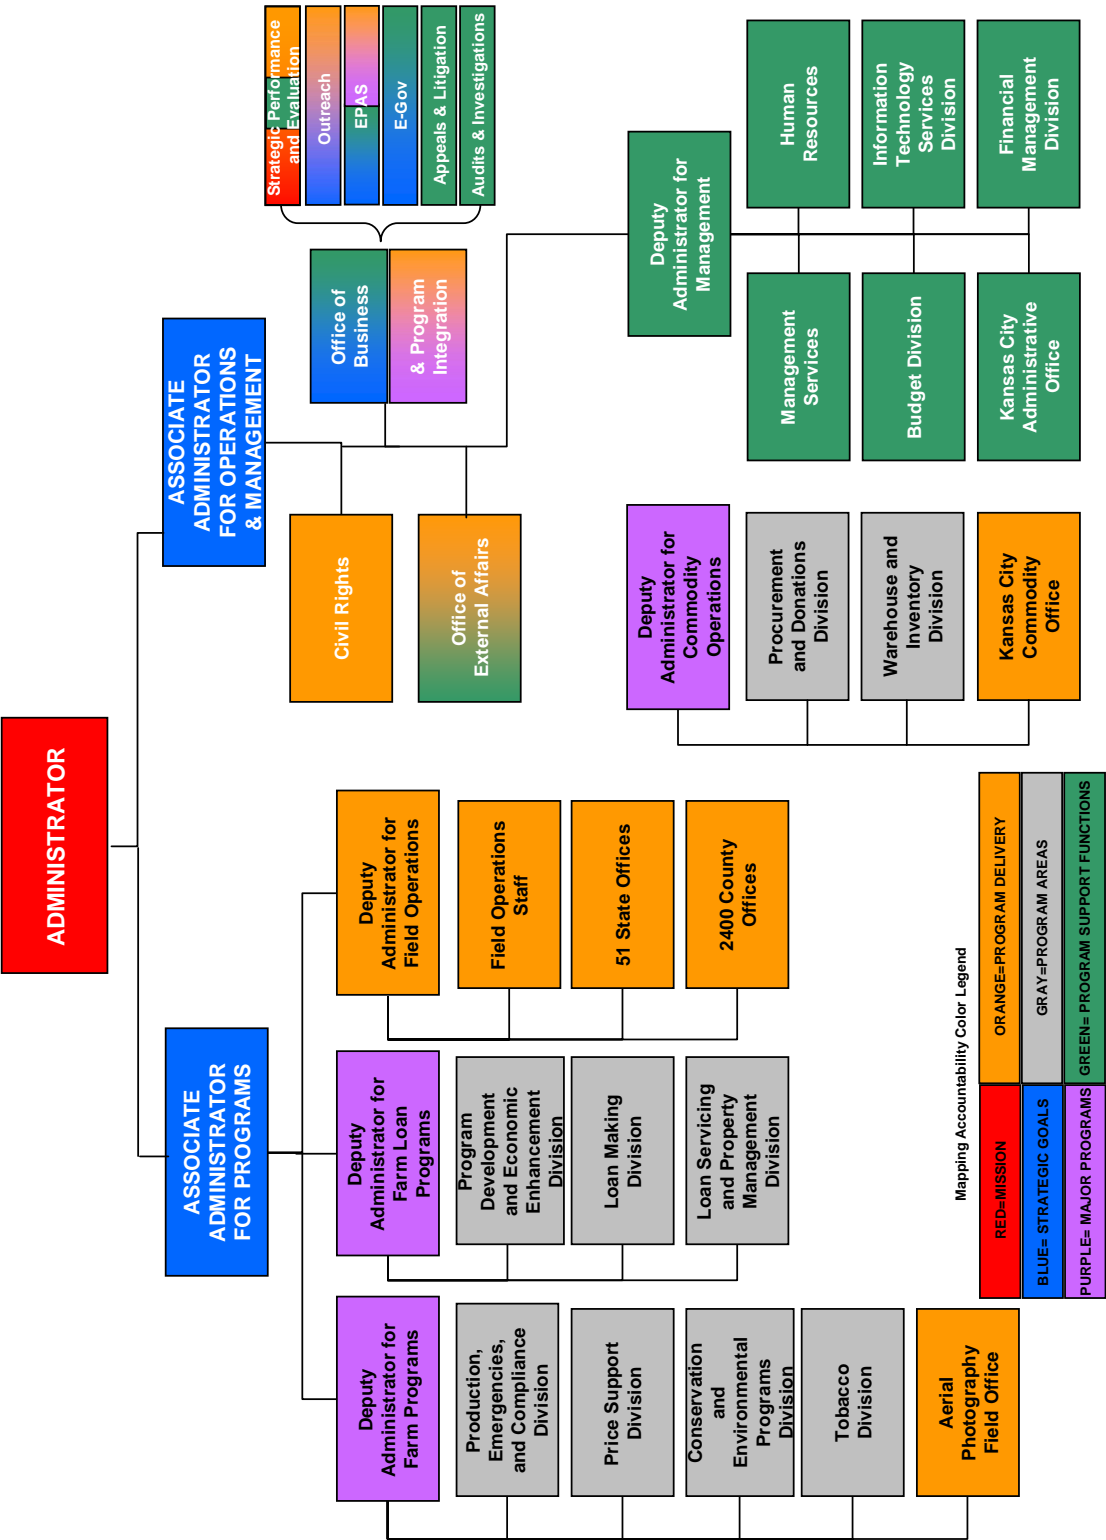 ADMINISTRATOR
ASSOCIATE
ADMINISTRATOR
FOR PROGRAMS
ASSOCIATE
ADMINISTRATOR
FOR OPERATIONS
& MANAGEMENT
Deputy
Administrator for
Farm Programs
Production,
Emergencies,
and Compliance
Division
Price Support
Division
Conservation
and
Environmental
Programs
Division
Tobacco
Division
Aerial
Photography
Field Office
Deputy
Administrator for
Farm Loan
Programs
Program
Development
and Economic
Enhancement
Division
Loan Making
Division
Loan Servicing
and Property
Management
Division
Deputy
Administrator for
Field Operations
Field Operations
Staff
51 State Offices
2400 County
Offices
Civil Rights
Office of
External Affairs
Office of
Business
& Program
Integration
Strategic Performance
and Evaluation
Outreach
EPAS
E-Gov
Appeals & Litigation
Audits & Investigations
Deputy
Administrator for
Commodity
Operations
Procurement
and Donations
Division
Warehouse and
Inventory
Division
Kansas City
Commodity
Office
Deputy
Administrator for
Management
Management
Services
Human
Resources
Budget Division
Information
Technology
Services
Division
Kansas City
Administrative
Office
Financial
Management
Division
Mapping Accountability Color Legend
RED=MISSION
ORANGE=PROGRAM DELIVERY
BLUE= STRATEGIC GOALS
GRAY=PROGRAM AREAS
PURPLE= MAJOR PROGRAMS
GREEN= PROGRAM SUPPORT FUNCTIONS